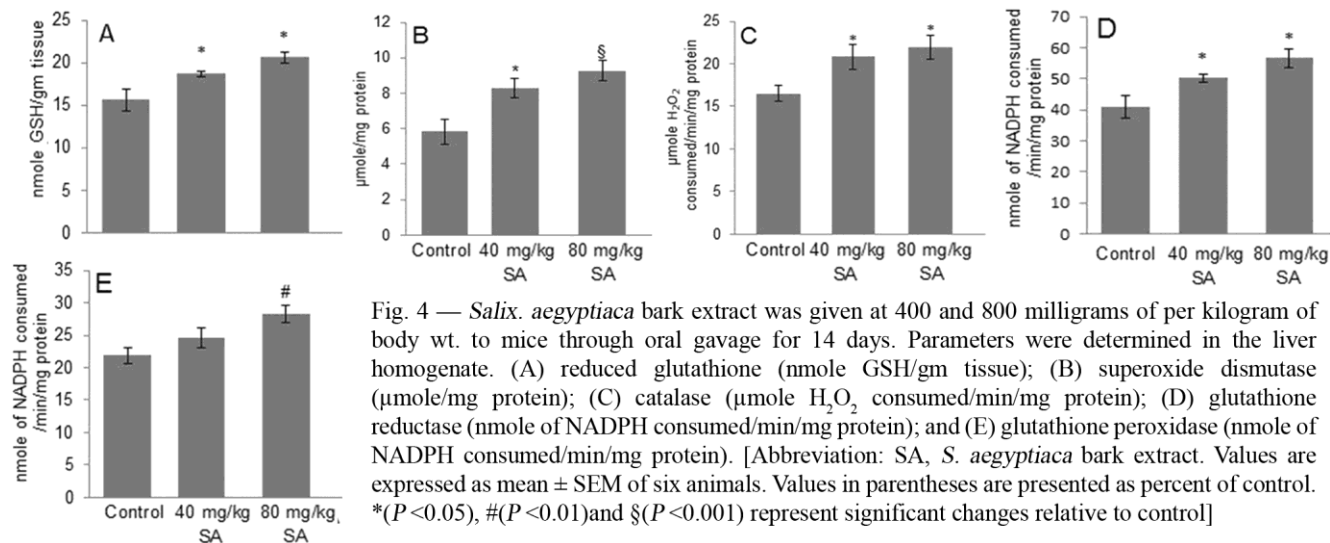 A
nmole GSH/gm tissue
25
20
15
10
5
0
*
*
B
µmole/mg protein
12
10
8
6
4
2
0
*
§
Control
40 mg/kg
SA
80 mg/kg
SA
C
µmole H₂O₂
consumed/min/mg protein
25
20
15
10
5
0
*
*
Control
40 mg/kg
SA
80 mg/kg
SA
D
nmole of NADPH consumed
/min/mg protein
70
60
50
40
30
20
10
0
*
*
Control
40 mg/kg
SA
80 mg/kg
SA
E
nmole of NADPH consumed
/min/mg protein
35
30
25
20
15
10
5
0
#
Control
40 mg/kg
SA
80 mg/kg
SA
Fig. 4 — Salix. aegyptiaca bark extract was given at 400 and 800 milligrams of per kilogram of
body wt. to mice through oral gavage for 14 days. Parameters were determined in the liver
homogenate. (A) reduced glutathione (nmole GSH/gm tissue); (B) superoxide dismutase
(µmole/mg protein); (C) catalase (µmole H₂O₂ consumed/min/mg protein); (D) glutathione
reductase (nmole of NADPH consumed/min/mg protein); and (E) glutathione peroxidase (nmole of
NADPH consumed/min/mg protein). [Abbreviation: SA, S. aegyptiaca bark extract. Values are
expressed as mean ± SEM of six animals. Values in parentheses are presented as percent of control.
*(P <0.05), #(P <0.01)and §(P <0.001) represent significant changes relative to control]